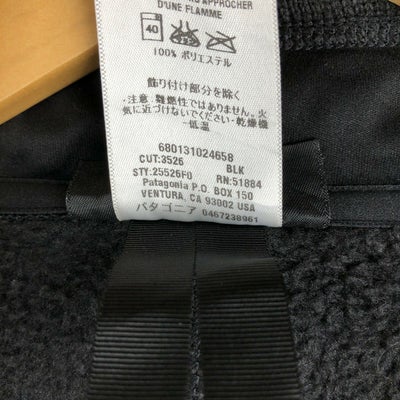 APPROCHER
D'UNE FLAMME
40
100% ポリエステル
飾り付け部分を除く
・注意：難燃性ではありません。火
気に近づけないでください・乾燥機
-低温
680131024658
CUT:3526 BLK
STY:25526F0 RN:51884
Patagonia P.O. BOX 150
VENTURA, CA 93002 USA
パタゴニア 0467238961